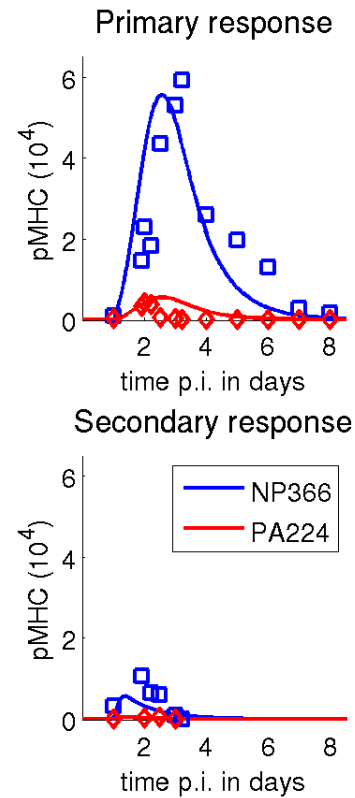 Primary response
6
4
2
0
pMHC (10^4)
2 4 6 8
time p.i. in days
Secondary response
6
4
2
0
pMHC (10^4)
NP366
PA224
2 4 6 8
time p.i. in days